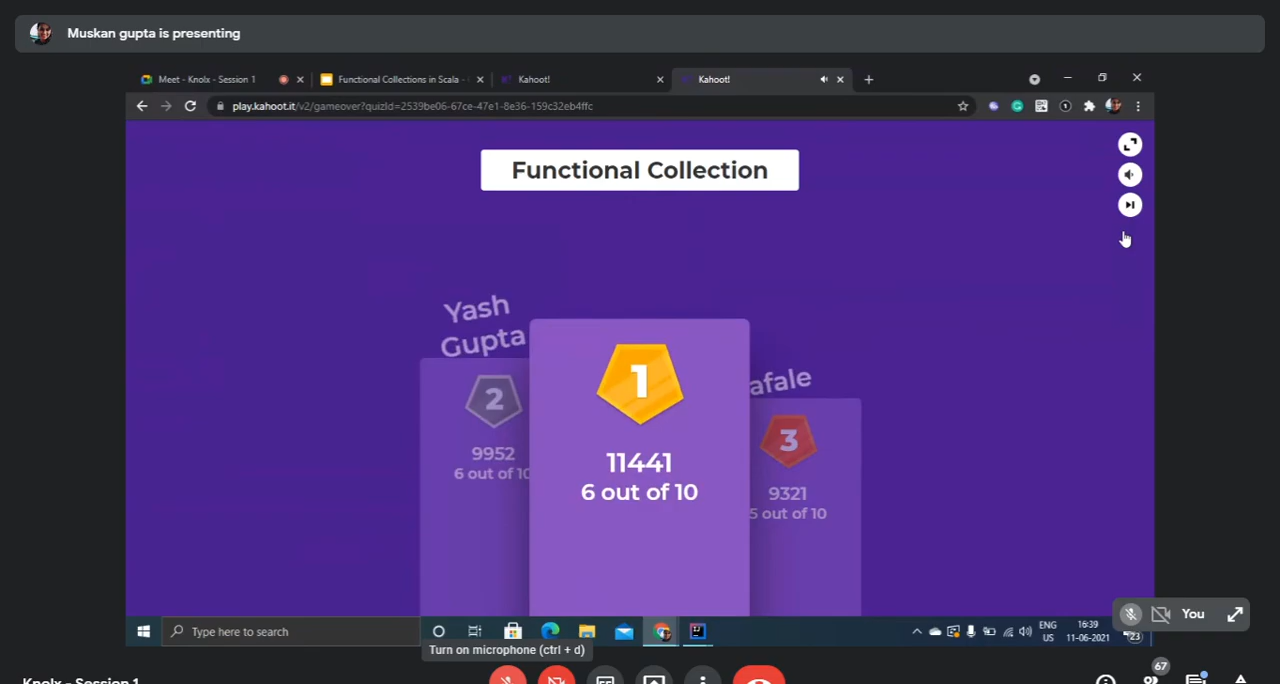 Muskan gupta is presenting
Meet - Knolx - Session 1
Functional Collections in Scala -
Kahoot!
Kahoot!
play.kahoot.it/v2/gameover?quizId=2539be06-67ce-47e1-8e36-159c32eb4ffc
Functional Collection
Yash
Gupta
afale
1
2
3
11441
6 out of 10
9952
6 out of 10
9321
5 out of 10
You
Type here to search
ENG
US
16:39
11-06-2021
23
Turn on microphone (ctrl + d)
67
Knolx - Session 1